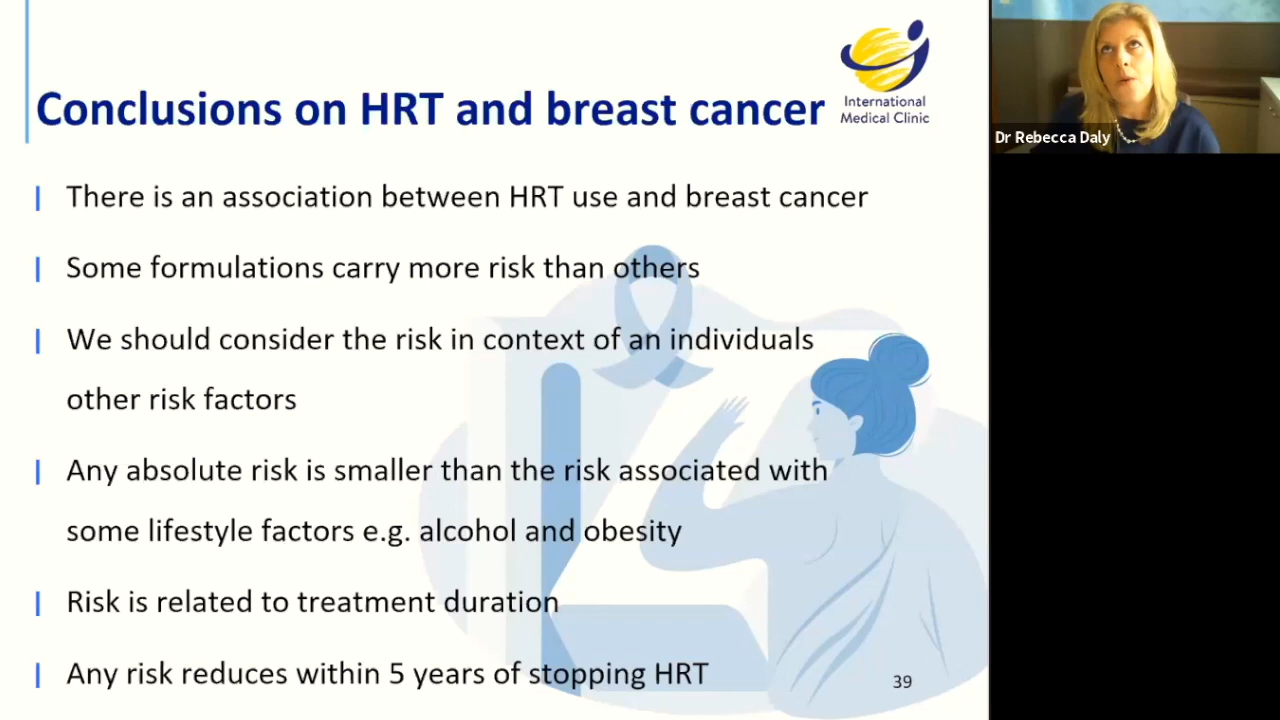 Conclusions on HRT and breast cancer
International
Medical Clinic
Dr Rebecca Daly
There is an association between HRT use and breast cancer
Some formulations carry more risk than others
We should consider the risk in context of an individuals
other risk factors
Any absolute risk is smaller than the risk associated with
some lifestyle factors e.g. alcohol and obesity
Risk is related to treatment duration
Any risk reduces within 5 years of stopping HRT
39